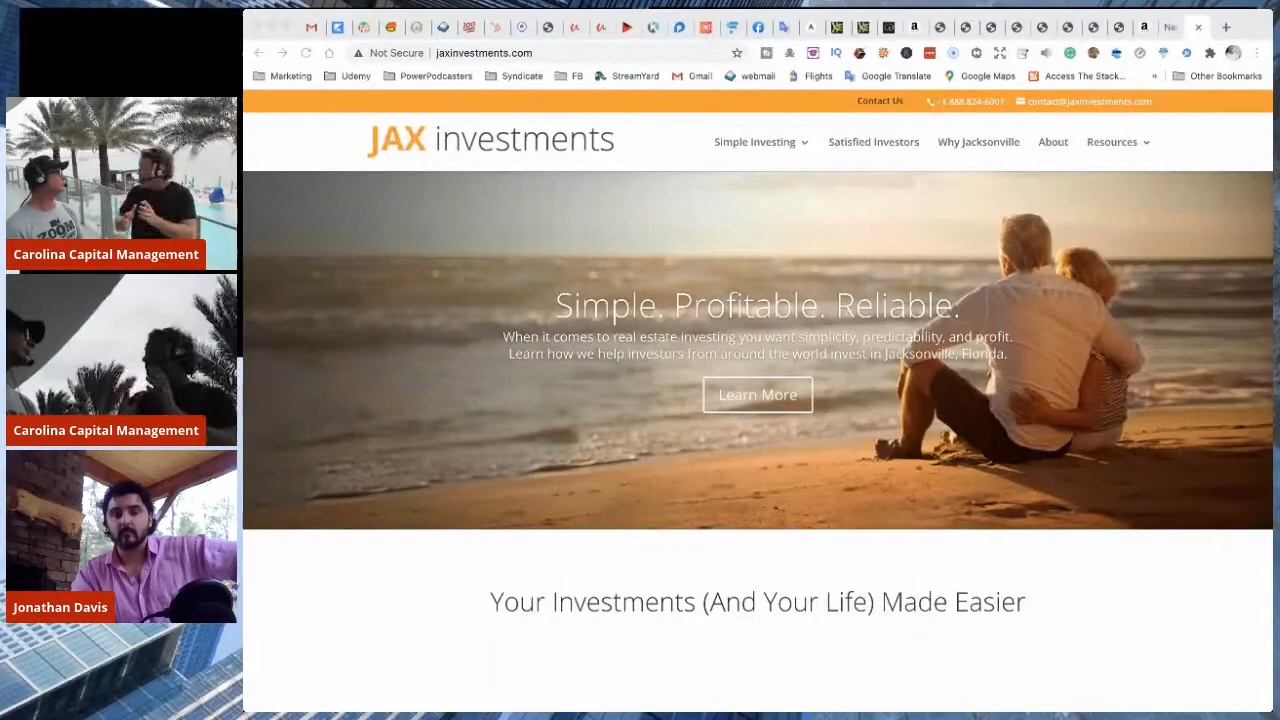 Not Secure | jaxinvestments.com
Marketing
Udemy
PowerPodcasters
Syndicate
FB
StreamYard
Gmail
webmail
Flights
Google Translate
Google Maps
Access The Stack...
»
Other Bookmarks
Contact Us
contact@jaxinvestments.com
JAX investments
Simple Investing
Satisfied Investors
Why Jacksonville
About
Resources
Simple. Profitable. Reliable.
When it comes to real estate investing you want simplicity, predictability, and profit.
Learn how we help investors from around the world invest in Jacksonville, Florida.
Learn More
Your Investments (And Your Life) Made Easier
ZOOM
Carolina Capital Management
Carolina Capital Management
Jonathan Davis